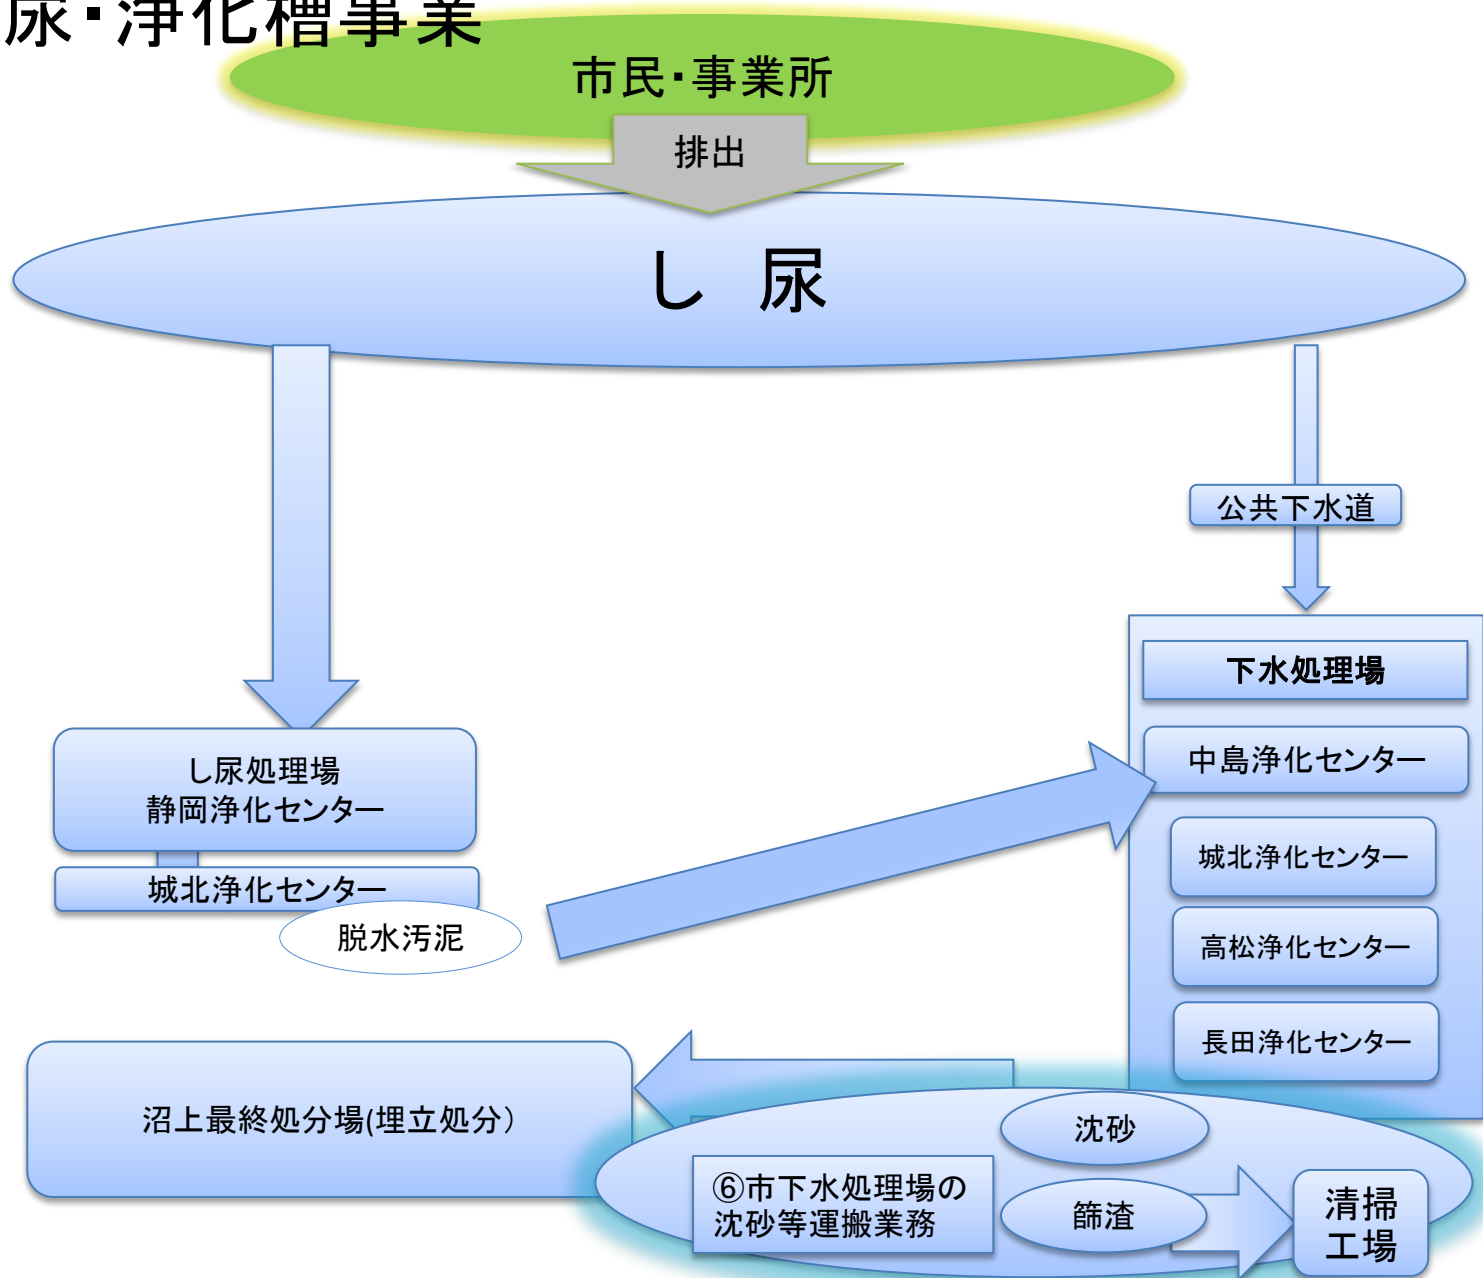 尿・浄化槽事業
市民・事業所
排出
し　尿
公共下水道
下水処理場
中島浄化センター
城北浄化センター
高松浄化センター
長田浄化センター
し尿処理場
静岡浄化センター
城北浄化センター
脱水汚泥
沼上最終処分場(埋立処分）
沈砂
⑥市下水処理場の
沈砂等運搬業務
篩渣
清掃
工場